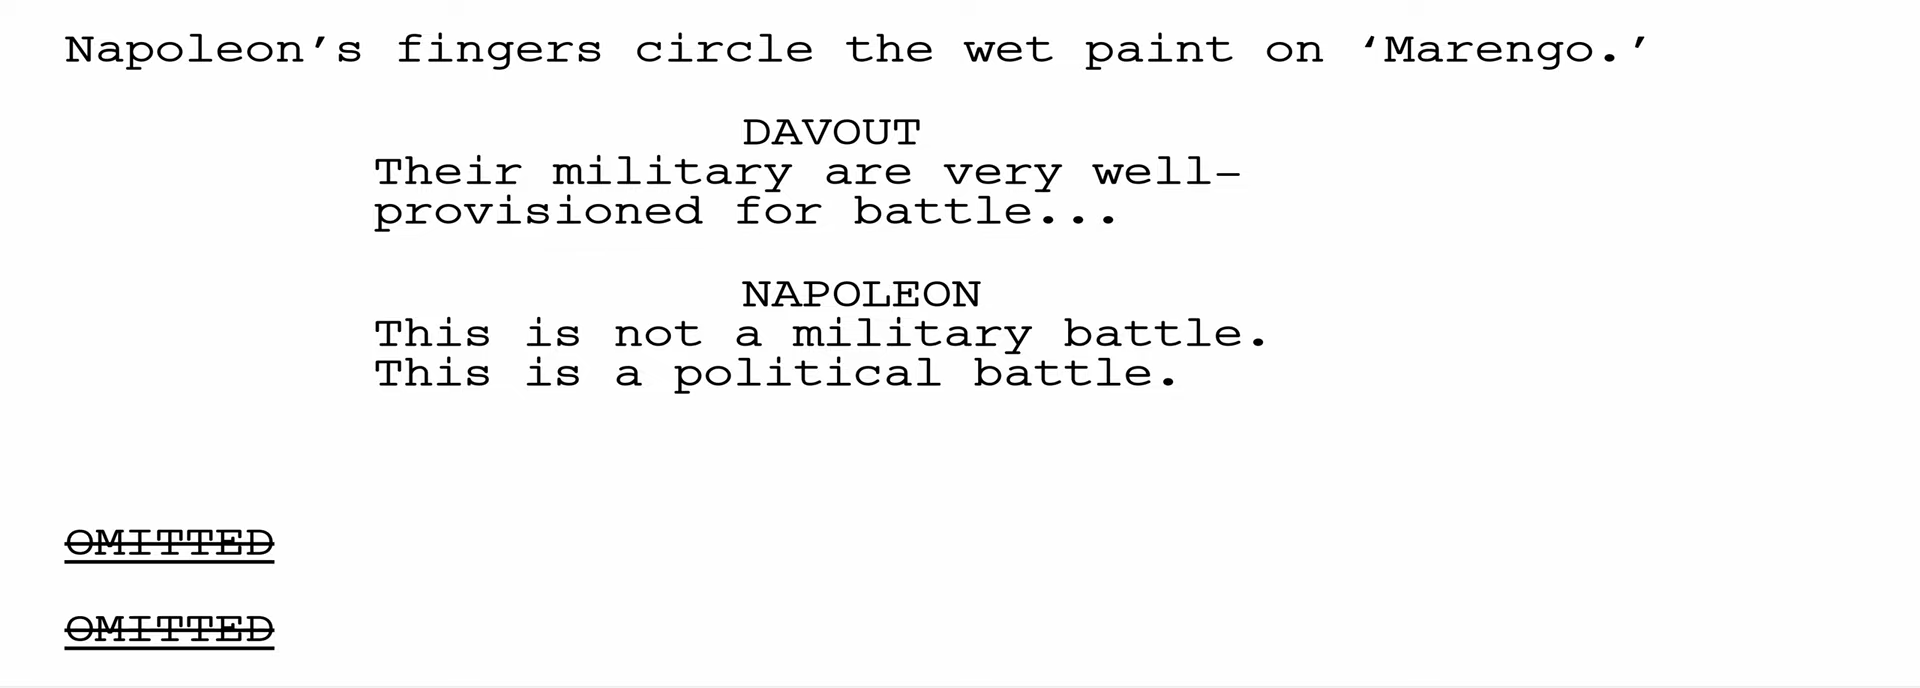 Napoleon’s fingers circle the wet paint on ‘Marengo.’
DAVOUT
Their military are very well-
provisioned for battle...
NAPOLEON
This is not a military battle.
This is a political battle.
OMITTED
OMITTED